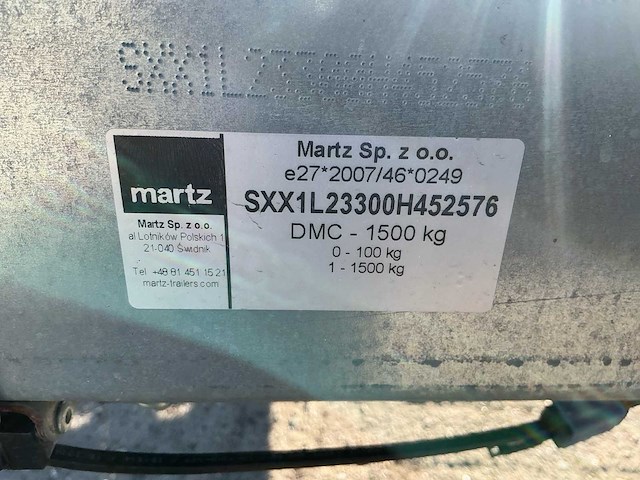 martz
Martz Sp. z o.o.
al Lotników Polskich 1
21-040 Świdnik
Tel +48 81 451 15 21
martz-trailers.com
Martz Sp. z o.o.
e27*2007/46*0249
SXX1L23300H452576
DMC - 1500 kg
0 - 100 kg
1 - 1500 kg